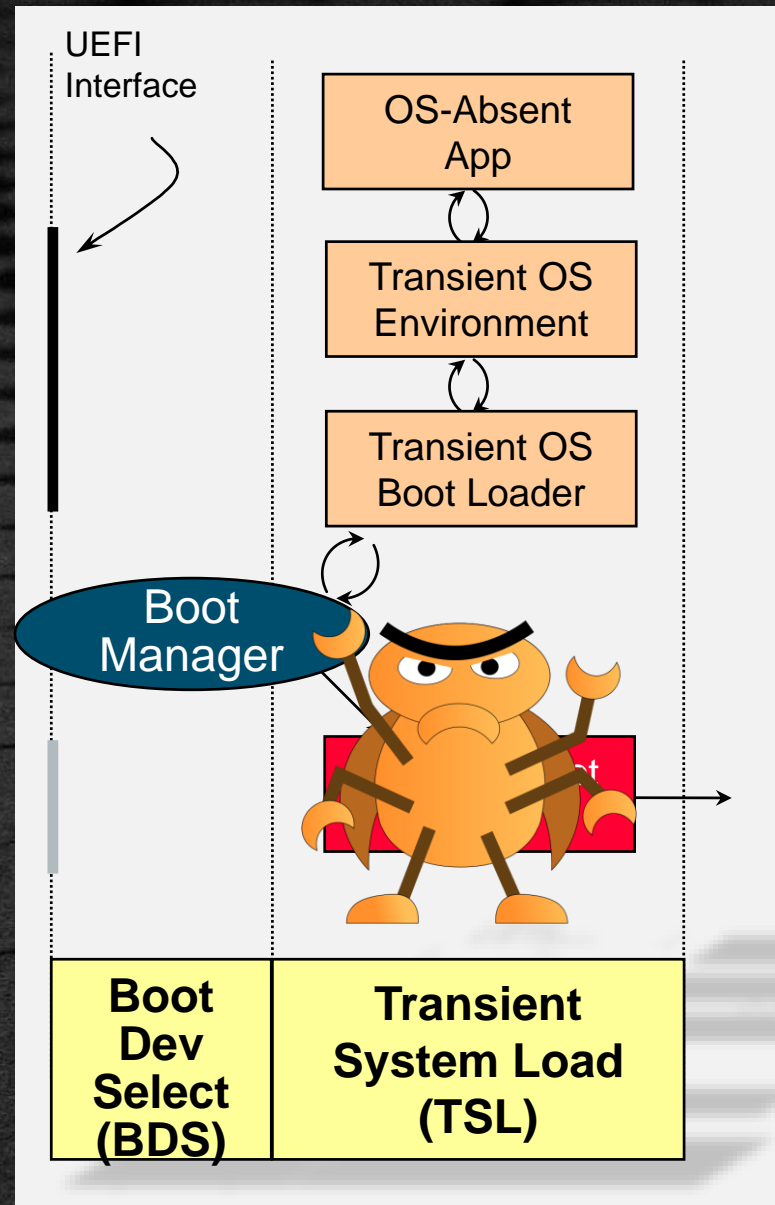 UEFI
Interface
OS-Absent
App
Transient OS
Environment
Transient OS
Boot Loader
Boot
Manager
Boot
Dev
Select
(BDS)
Transient
System Load
(TSL)